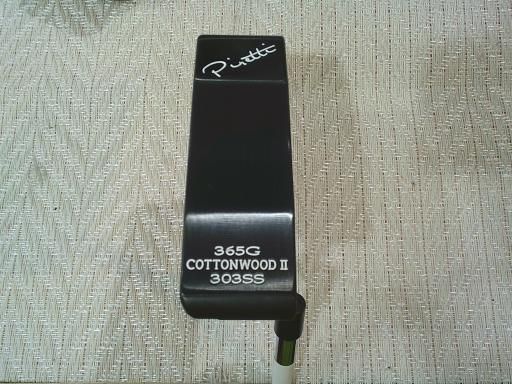 Piretti
365G
COTTONWOOD II
303SS